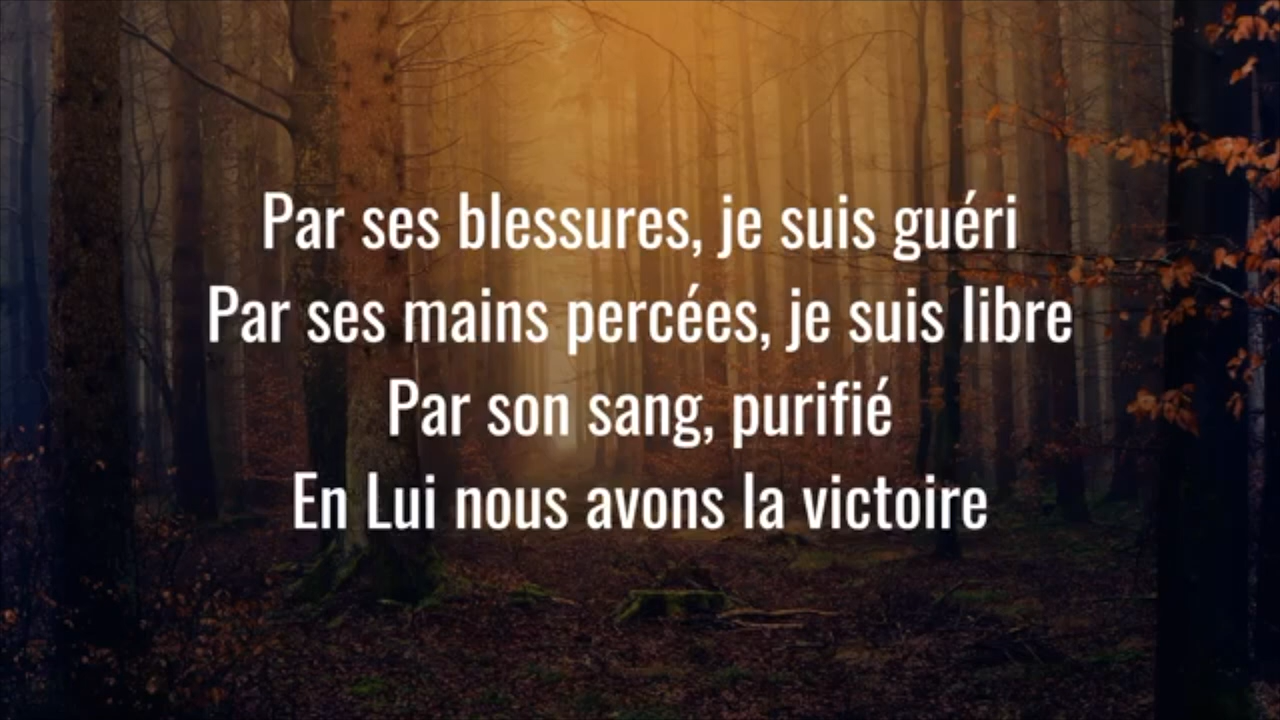 Par ses blessures, je suis guéri
Par ses mains percées, je suis libre
Par son sang, purifié
En Lui nous avons la victoire